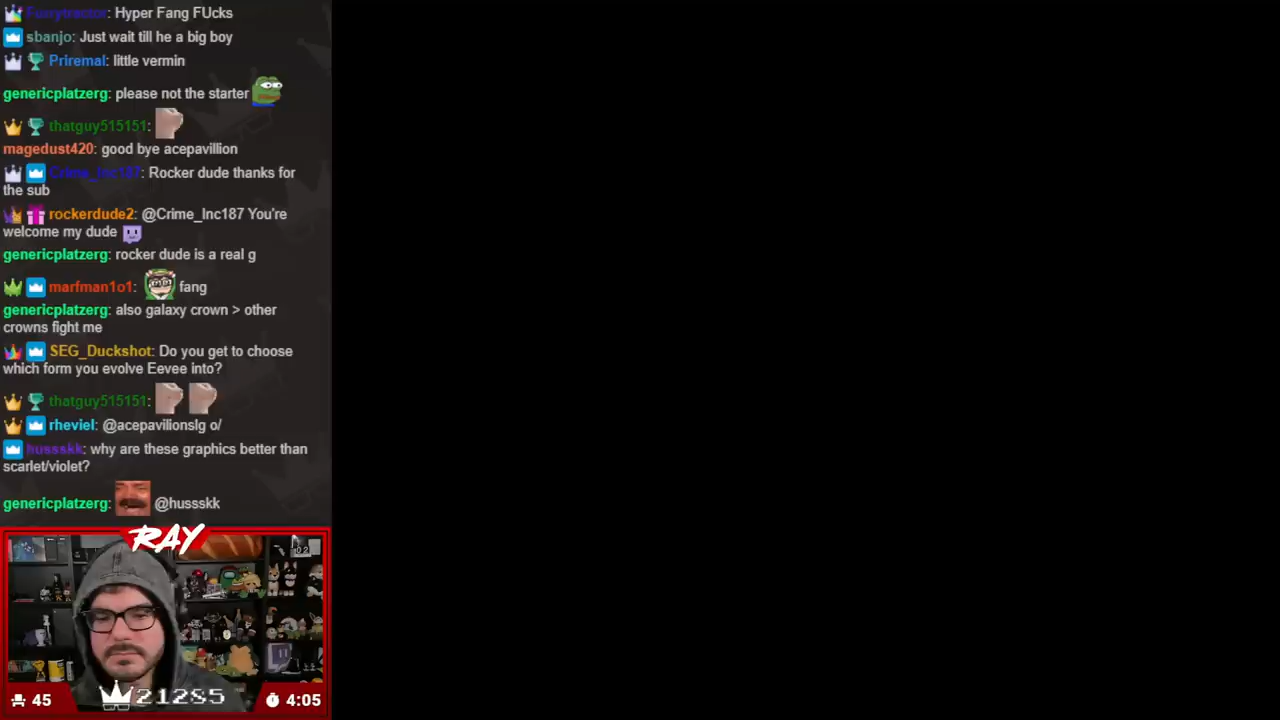 Furrytractor: Hyper Fang FUcks
sbanjo: Just wait till he a big boy
Priremal: little vermin
genericplatzerg: please not the starter
thatguy515151:
magedust420: good bye acepavillion
Crime_Inc187: Rocker dude thanks for
the sub
rockerdude2: @Crime_Inc187 You're
welcome my dude
genericplatzerg: rocker dude is a real g
marfman1o1: fang
genericplatzerg: also galaxy crown > other
crowns fight me
SEG_Duckshot: Do you get to choose
which form you evolve Eevee into?
thatguy515151:
rheviel: @acepavilionslg o/
hussskk: why are these graphics better than
scarlet/violet?
genericplatzerg: @hussskk
RAY
45
21285
4:05